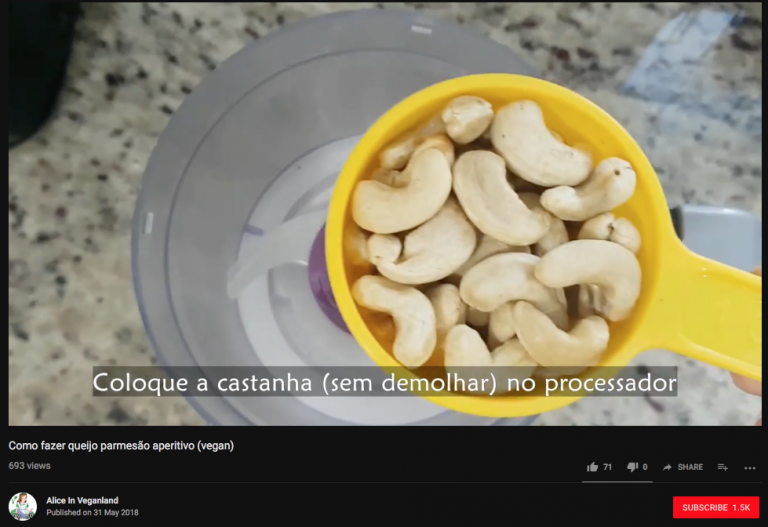 Coloque a castanha (sem demolhar) no processador
Como fazer queijo parmesão aperitivo (vegan)
693 views
71
0
SHARE
Alice In Veganland
Published on 31 May 2018
SUBSCRIBE 1.5K